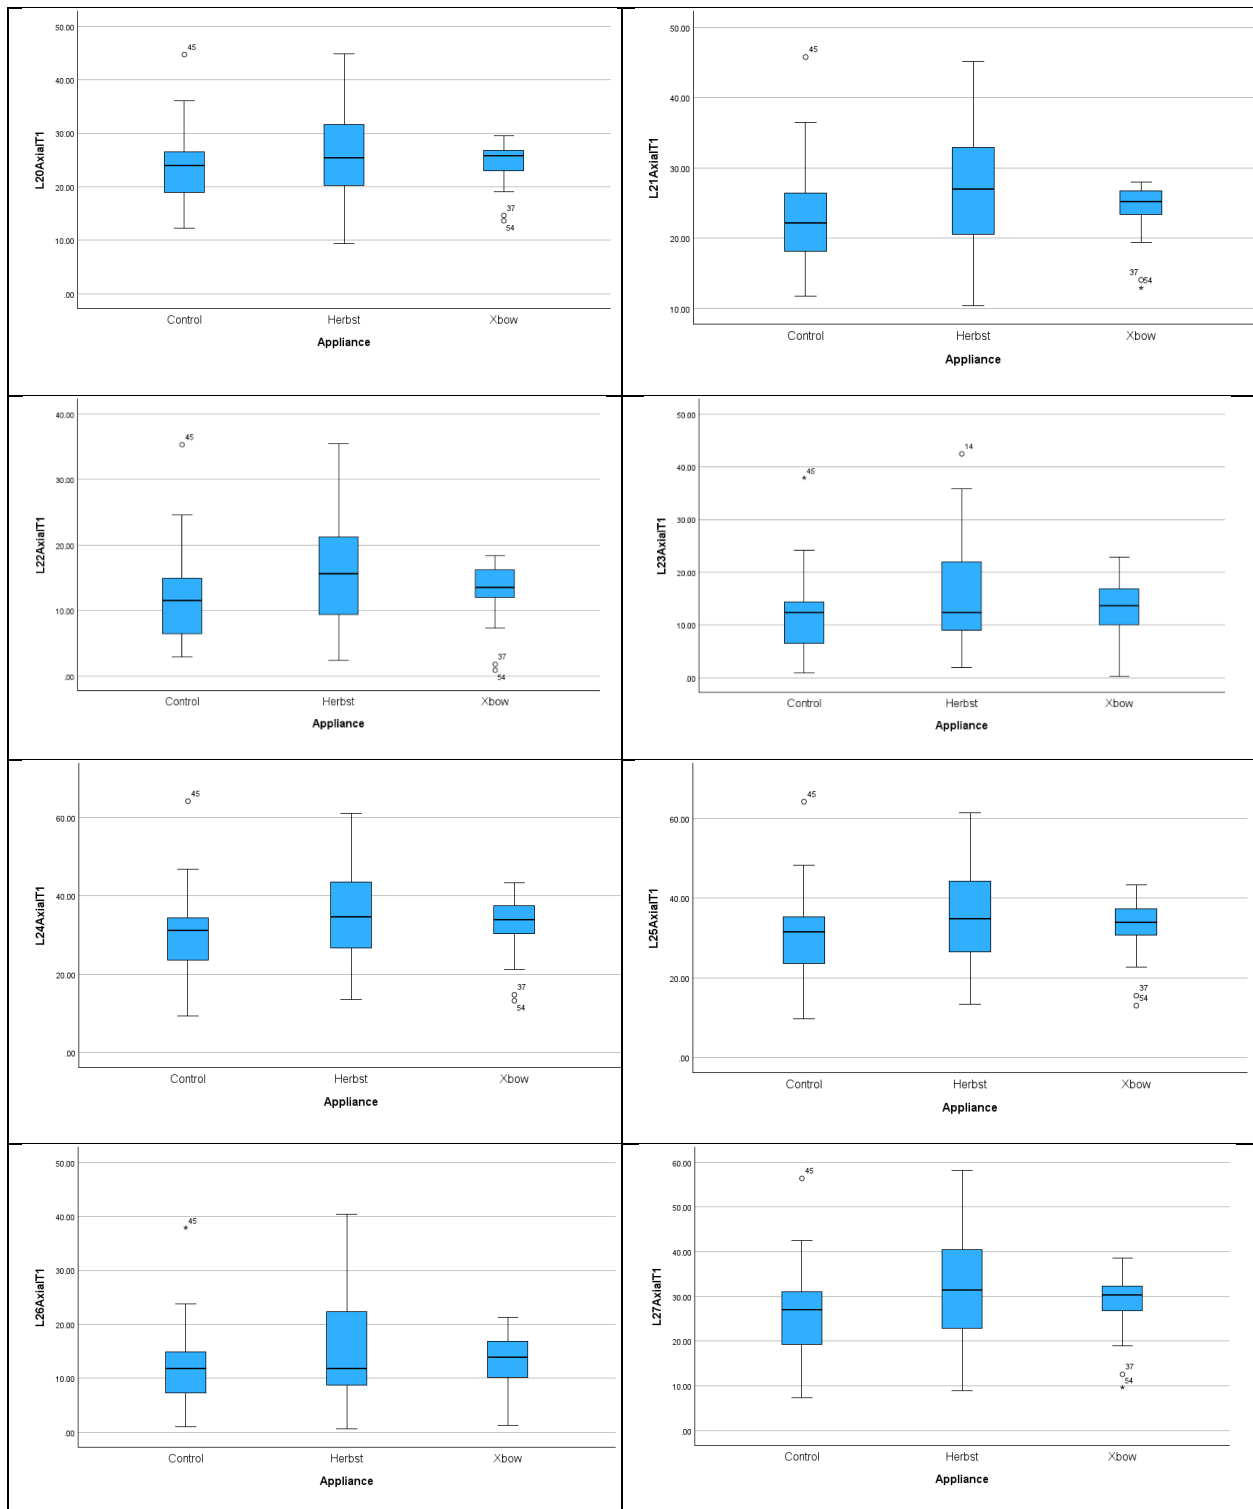 L20AxialT1
50.00
40.00
30.00
20.00
10.00
.00
45
37
54
Control Herbst Xbow
Appliance
L21AxialT1
50.00
40.00
30.00
20.00
10.00
45
37 54
Control Herbst Xbow
Appliance
L22AxialT1
40.00
30.00
20.00
10.00
.00
45
37
54
Control Herbst Xbow
Appliance
L23AxialT1
50.00
40.00
30.00
20.00
10.00
.00
45
14
Control Herbst Xbow
Appliance
L24AxialT1
60.00
40.00
20.00
.00
45
37
54
Control Herbst Xbow
Appliance
L25AxialT1
60.00
40.00
20.00
.00
45
37
54
Control Herbst Xbow
Appliance
L26AxialT1
50.00
40.00
30.00
20.00
10.00
.00
45
Control Herbst Xbow
Appliance
L27AxialT1
60.00
50.00
40.00
30.00
20.00
10.00
.00
45
37
54
Control Herbst Xbow
Appliance